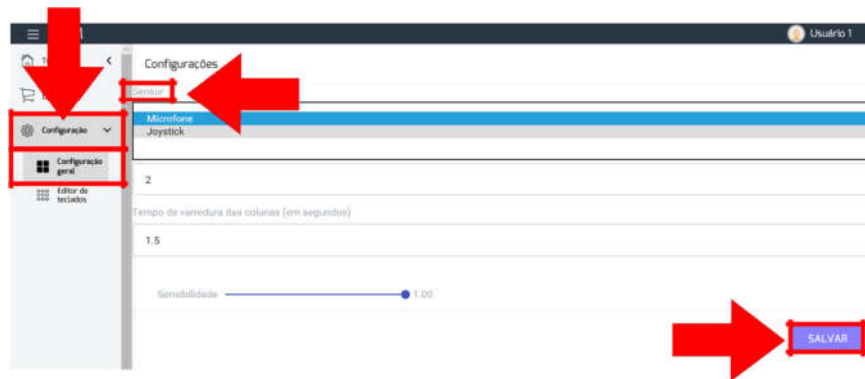 Usuário 1
Configurações
Sensor
Microfone
Joystick
Configuração
Configuração
geral
Editor de
teclados
2
Tempo de varredura das colunas (em segundos)
1.5
Sensibilidade
1.00
SALVAR